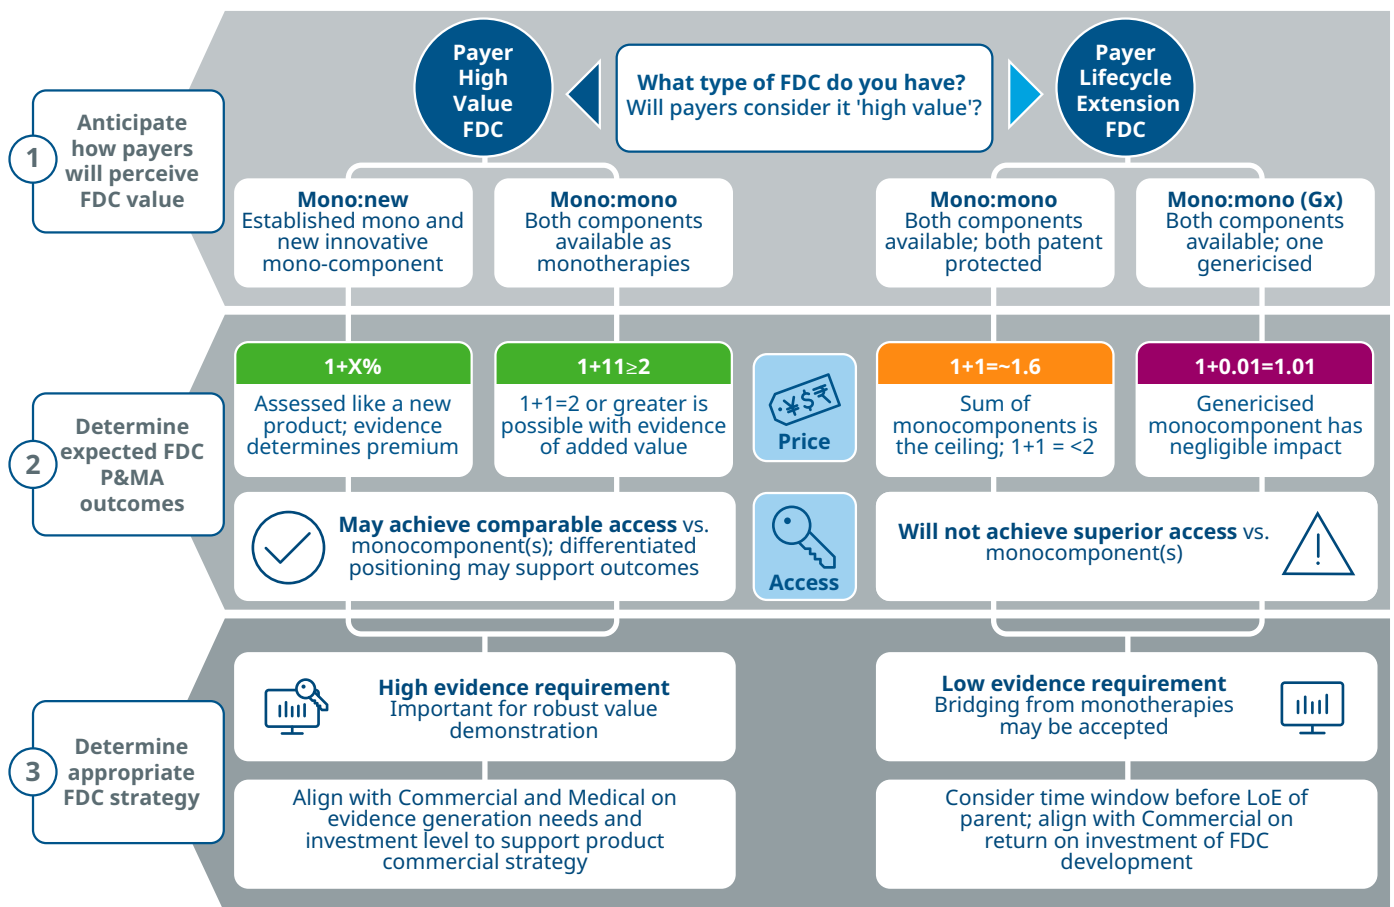 Payer
High
Value
FDC
What type of FDC do you have?
Will payers consider it 'high value'?
Payer
Lifecycle
Extension
FDC
1
Anticipate
how payers
will perceive
FDC value
Mono:new
Established mono and
new innovative
mono-component
Mono:mono
Both components
available as
monotherapies
Mono:mono
Both components
available; both patent
protected
Mono:mono (Gx)
Both components
available; one
genericised
2
Determine
expected FDC
P&MA
outcomes
1+X%
Assessed like a new
product; evidence
determines premium
1+11≥2
1+1=2 or greater is
possible with evidence
of added value
¥$₹
Price
1+1=~1.6
Sum of
monocomponents is
the ceiling; 1+1 = <2
1+0.01=1.01
Genericised
monocomponent has
negligible impact
May achieve comparable access vs.
monocomponent(s); differentiated
positioning may support outcomes
Access
Will not achieve superior access vs.
monocomponent(s)
3
Determine
appropriate
FDC strategy
High evidence requirement
Important for robust value
demonstration
Low evidence requirement
Bridging from monotherapies
may be accepted
Align with Commercial and Medical on
evidence generation needs and
investment level to support product
commercial strategy
Consider time window before LoE of
parent; align with Commercial on
return on investment of FDC
development